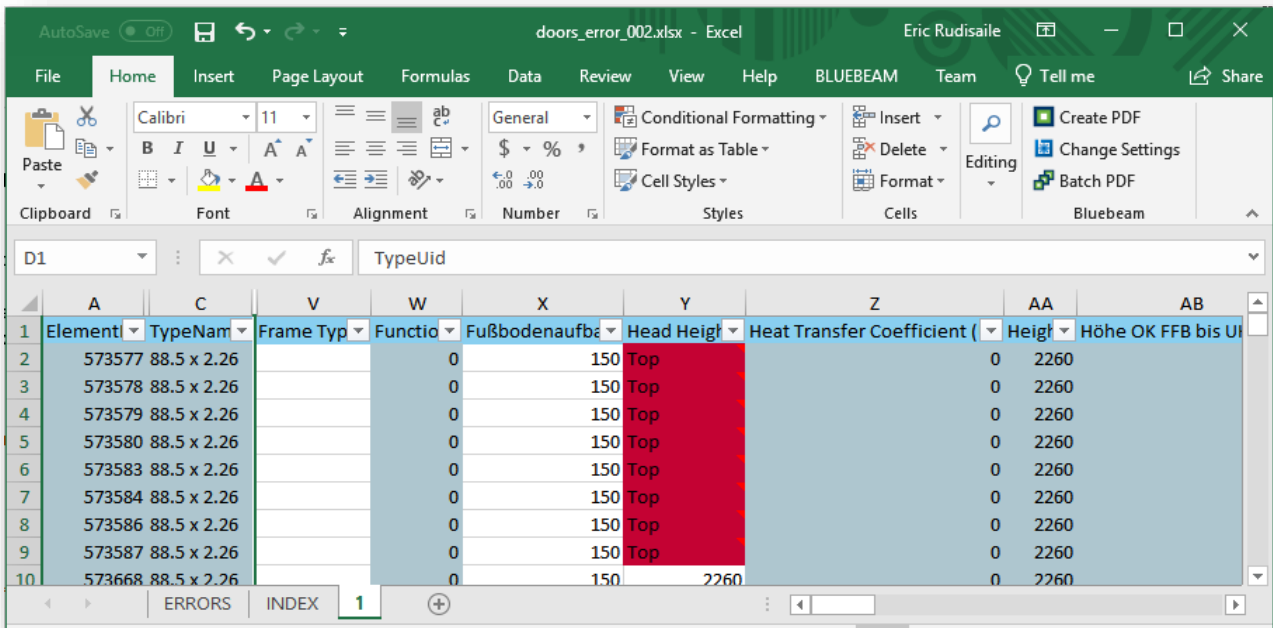 AutoSave Off doors_error_002.xlsx - Excel Eric Rudisaile
File Home Insert Page Layout Formulas Data Review View Help BLUEBEAM Team Tell me Share
Paste
Calibri 11
B I U A A
A
ab
General
$ % ,
.0 .00
.00 .0
Conditional Formatting
Format as Table
Cell Styles
Insert
Delete
Format
Editing
Create PDF
Change Settings
Batch PDF
Clipboard Font Alignment Number Styles Cells Bluebeam
D1 fx TypeUid
A C V W X Y Z AA AB
1 ElementI TypeNam Frame Typ Functio Fußbodenaufba Head Heigh Heat Transfer Coefficient ( Heigh Höhe OK FFB bis U
2 573577 88.5 x 2.26 0 150 Top 0 2260
3 573578 88.5 x 2.26 0 150 Top 0 2260
4 573579 88.5 x 2.26 0 150 Top 0 2260
5 573580 88.5 x 2.26 0 150 Top 0 2260
6 573583 88.5 x 2.26 0 150 Top 0 2260
7 573584 88.5 x 2.26 0 150 Top 0 2260
8 573586 88.5 x 2.26 0 150 Top 0 2260
9 573587 88.5 x 2.26 0 150 Top 0 2260
10 573668 88.5 x 2.26 0 150 2260 0 2260
ERRORS INDEX 1